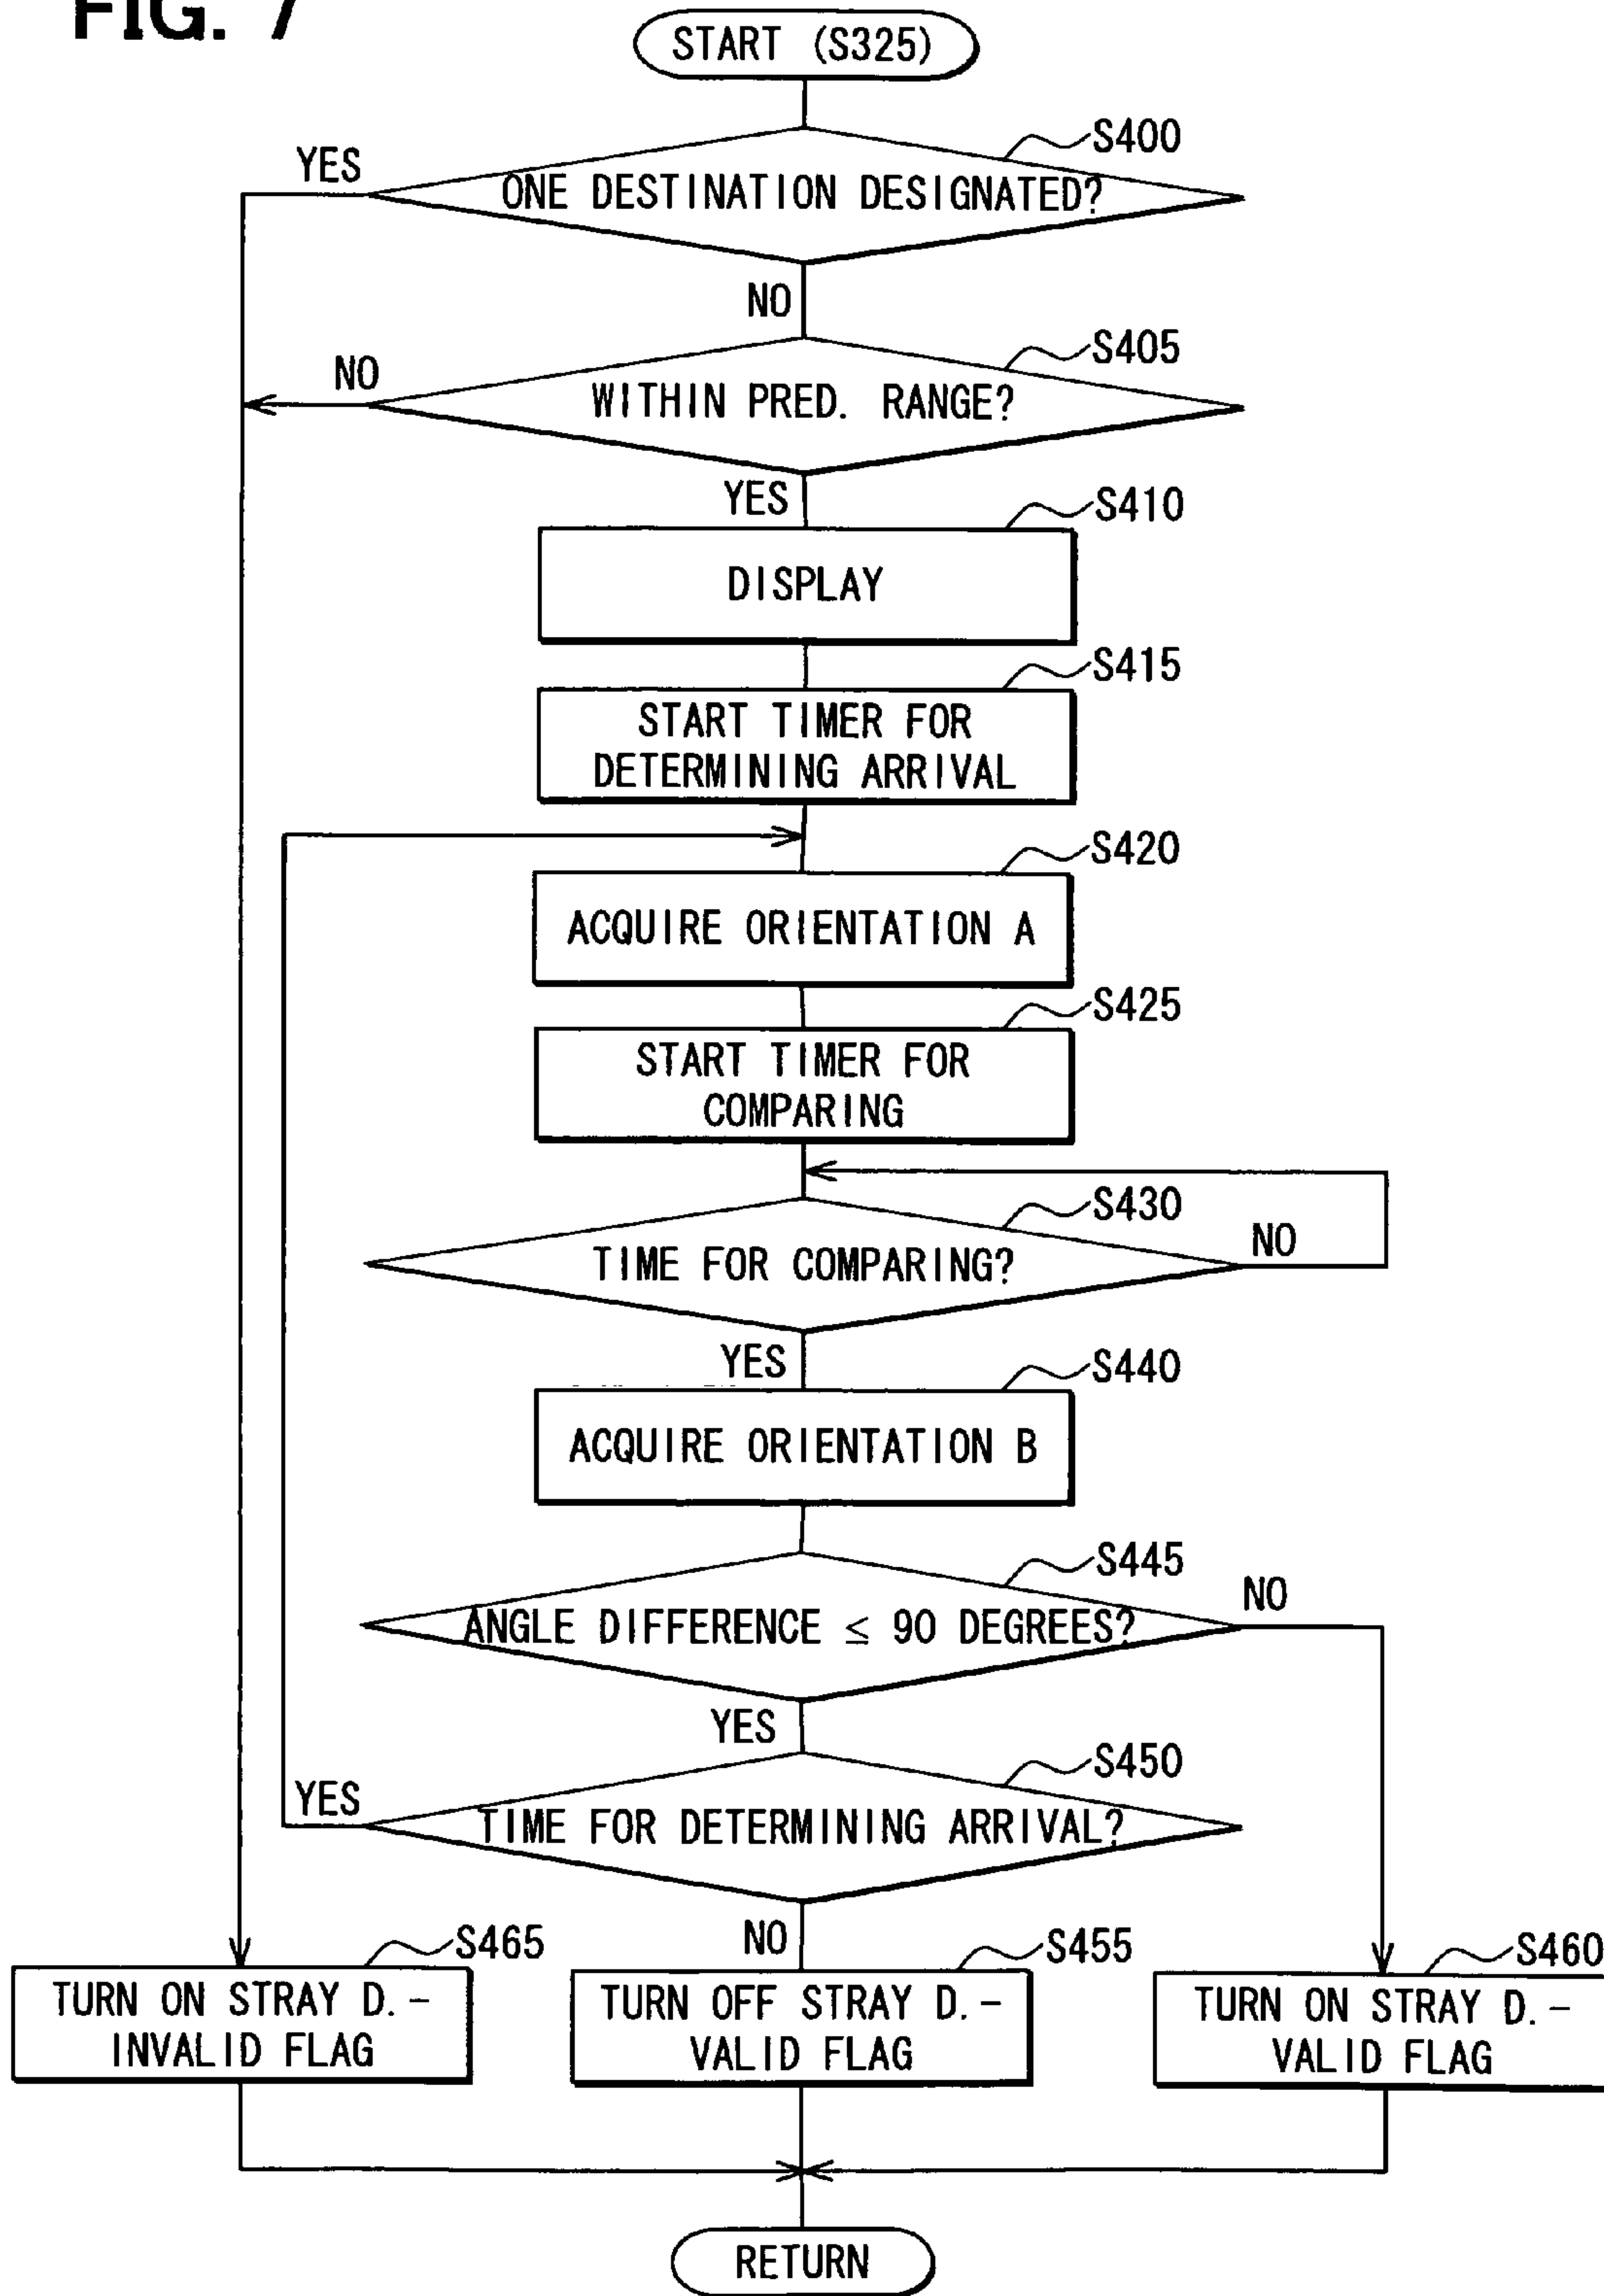 FIG. 7
START (S325)
S400
YES
ONE DESTINATION DESIGNATED?
NO
S405
NO
WITHIN PRED. RANGE?
YES
S410
DISPLAY
S415
START TIMER FOR
DETERMINING ARRIVAL
S420
ACQUIRE ORIENTATION A
S425
START TIMER FOR
COMPARING
S430
NO
TIME FOR COMPARING?
YES
S440
ACQUIRE ORIENTATION B
S445
NO
ANGLE DIFFERENCE ≤ 90 DEGREES?
YES
S450
YES
TIME FOR DETERMINING ARRIVAL?
NO
S465
TURN ON STRAY D.-
INVALID FLAG
S455
TURN OFF STRAY D.-
VALID FLAG
S460
TURN ON STRAY D.-
VALID FLAG
RETURN